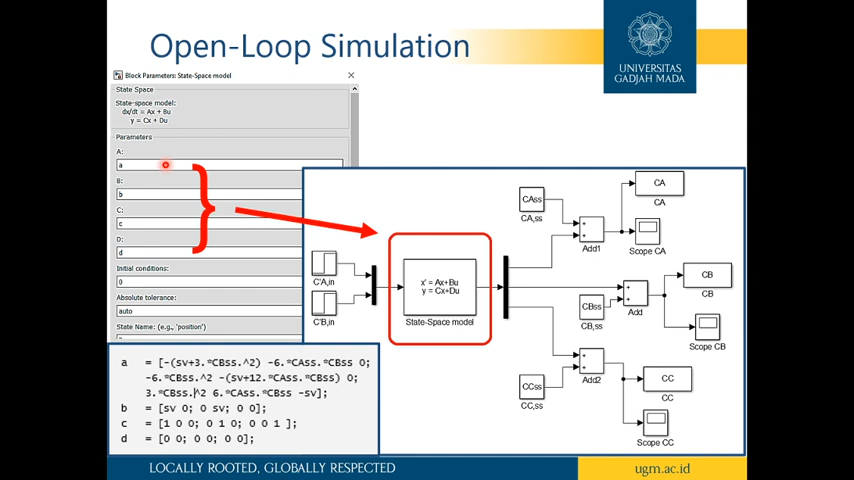 Open-Loop Simulation
UNIVERSITAS
GADJAH MADA
Block Parameters: State-Space model
State Space
State-space model:
dx/dt = Ax + Bu
y = Cx + Du
Parameters
A:
a
B:
b
C:
c
D:
d
Initial conditions:
0
Absolute tolerance:
auto
State Name: (e.g., 'position')
C'A,in
C'B,in
x' = Ax+Bu
y = Cx+Du
State-Space model
CAss
CA,ss
Add1
CA
CA
Scope CA
CBss
CB,ss
Add
CB
CB
Scope CB
CCss
CC,ss
Add2
CC
CC
Scope CC
a = [-(sv+3.*CBss.^2) -6.*CAss.*CBss 0;
-6.*CBss.^2 -(sv+12.*CAss.*CBss) 0;
3.*CBss.^2 6.*CAss.*CBss -sv];
b = [sv 0; 0 sv; 0 0];
c = [1 0 0; 0 1 0; 0 0 1 ];
d = [0 0; 0 0; 0 0];
LOCALLY ROOTED, GLOBALLY RESPECTED
ugm.ac.id